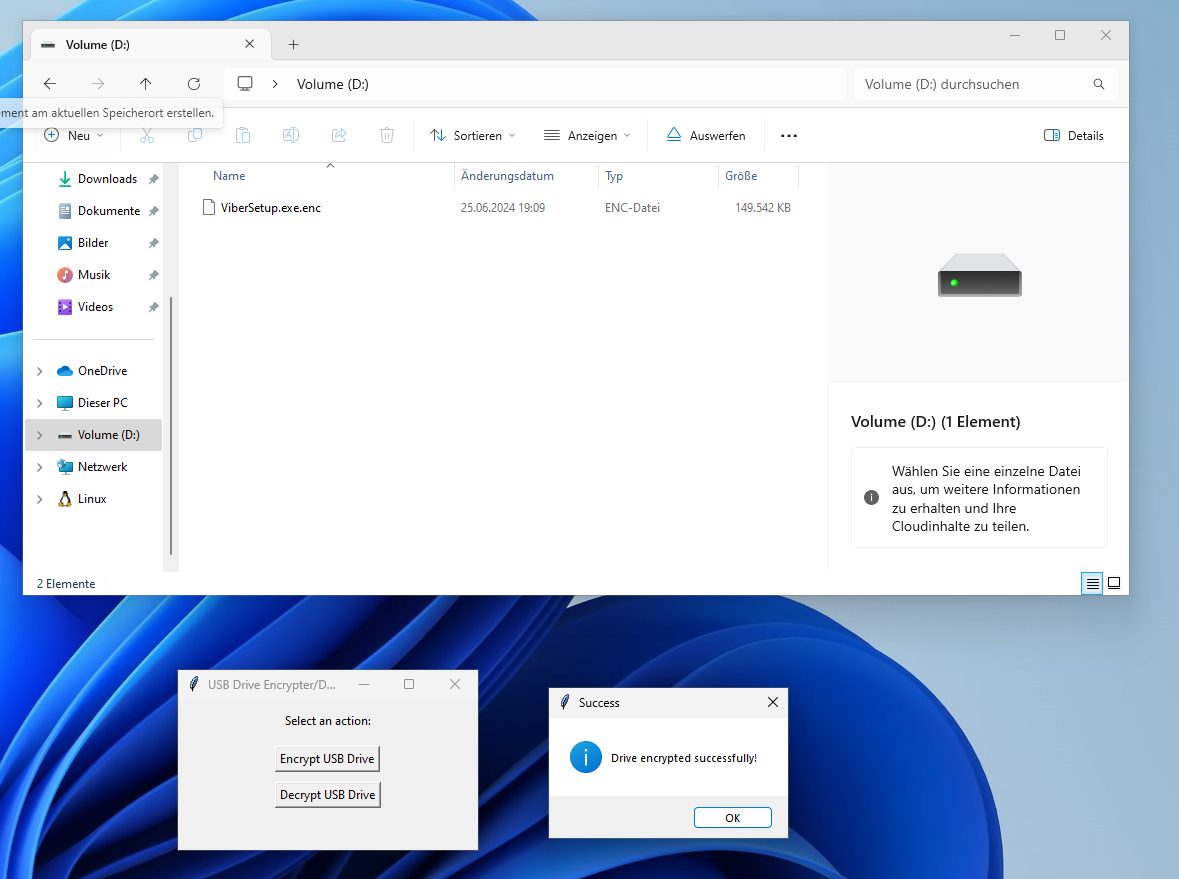 Volume (D:)
Volume (D:)
Volume (D:) durchsuchen
ment am aktuellen Speicherort erstellen.
Neu
Sortieren
Anzeigen
Auswerfen
Details
Downloads
Dokumente
Bilder
Musik
Videos
OneDrive
Dieser PC
Volume (D:)
Netzwerk
Linux
Name Änderungsdatum Typ Größe
ViberSetup.exe.enc 25.06.2024 19:09 ENC-Datei 149.542 KB
Volume (D:) (1 Element)
Wählen Sie eine einzelne Datei
aus, um weitere Informationen
zu erhalten und Ihre
Cloudinhalte zu teilen.
2 Elemente
USB Drive Encrypter/D...
Select an action:
Encrypt USB Drive
Decrypt USB Drive
Success
Drive encrypted successfully!
OK